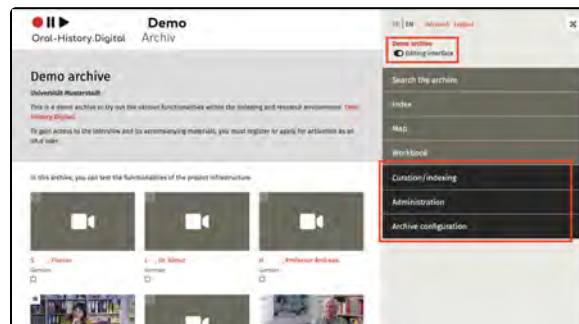 Demo
Oral-History.Digital Archiv
DE | EN Account Logout
Demo archive
Editing interface
Search the archive
Index
Map
Workbook
Curation/indexing
Administration
Archive configuration
Demo archive
Universität Musterstadt
This is a demo archive to try out the various functionalities within the indexing and research environment Oral-
History.Digital.
To gain access to the interview and its accompanying materials, you must register or apply for activation as an
In this archive, you can test the functionalities of the project infrastructure.
German
German
German